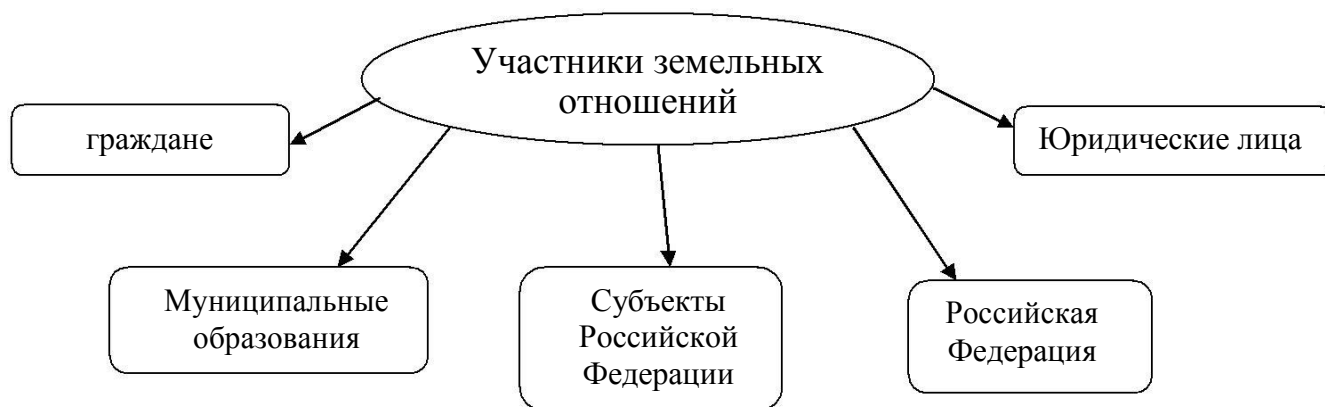 Участники земельных
отношений
граждане
Юридические лица
Муниципальные
образования
Субъекты
Российской
Федерации
Российская
Федерация